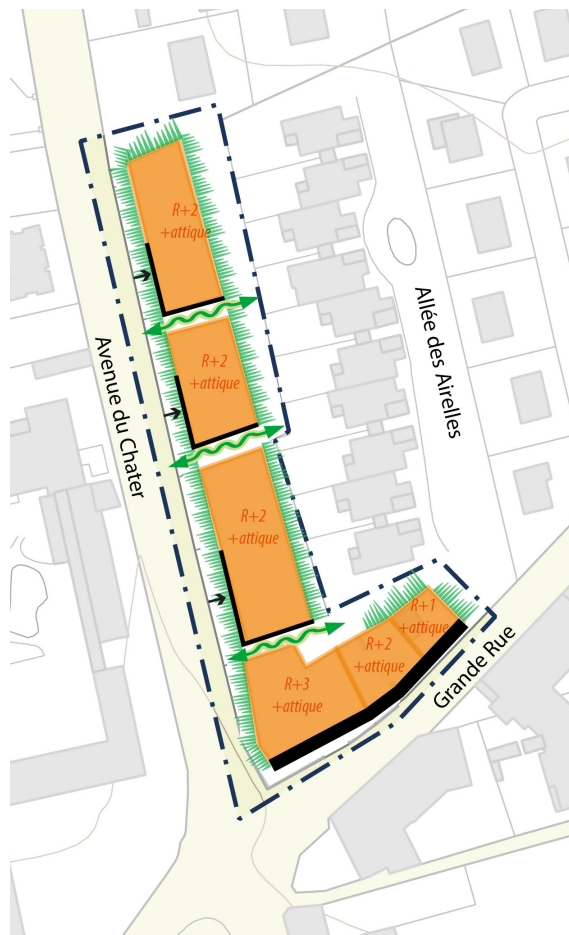 R+2
+attique
Avenue du Chater
R+2
+attique
Allée des Airelles
R+2
+attique
R+1
+attique
R+2
+attique
R+3
+attique
Grande Rue